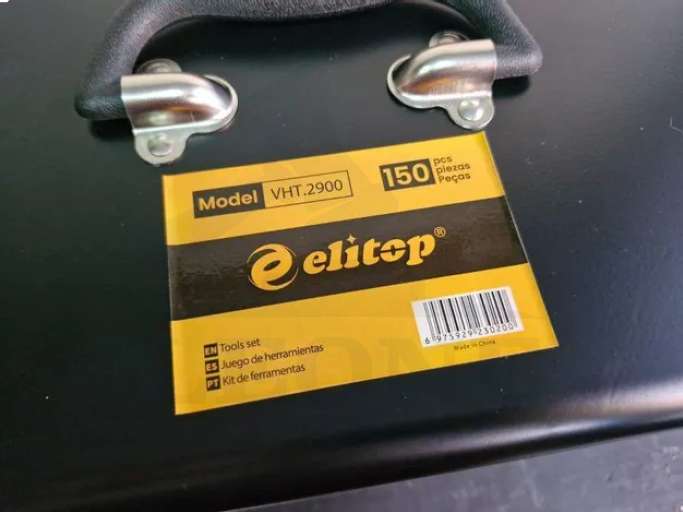 Model VHT.2900
150 pcs
piezas
Peças
elitop®
EN Tools set
ES Juego de herramientas
PT Kit de ferramentas
6 975929 230200
Made in China